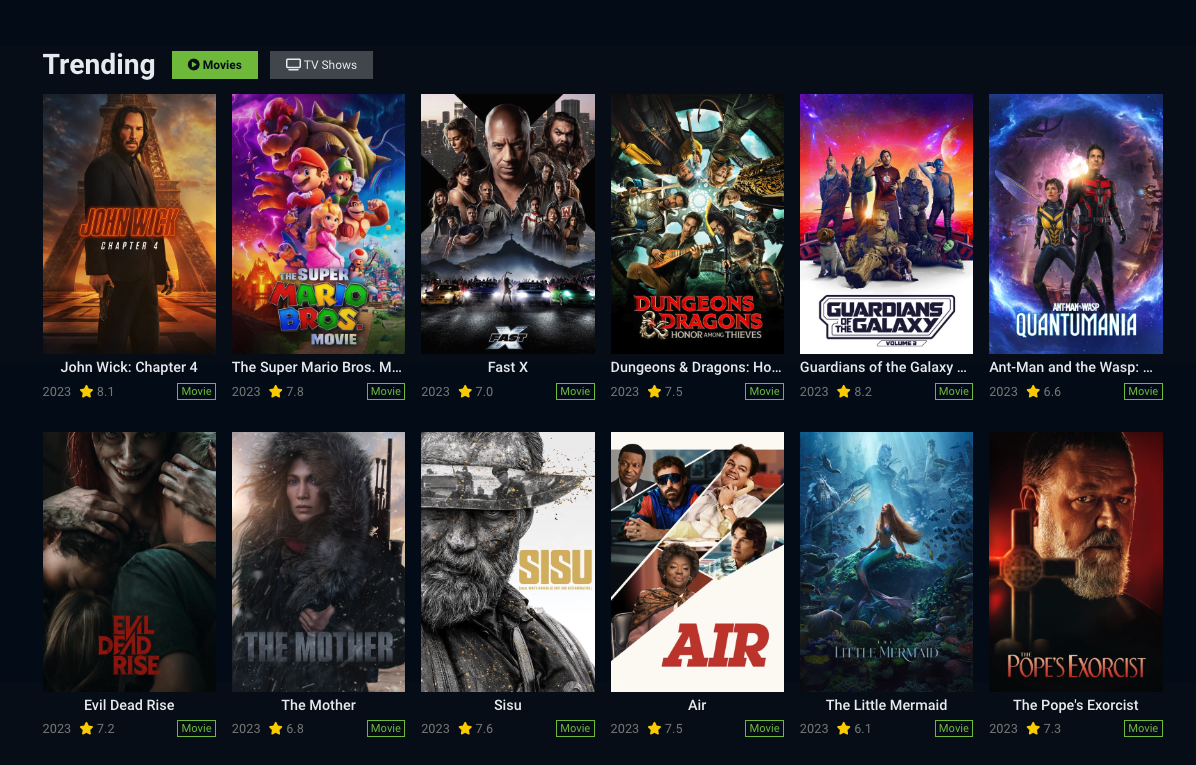 Trending
Movies
TV Shows
JOHN WICK
CHAPTER 4
THE SUPER
MARIO
BROS.
MOVIE
FAST X
DUNGEONS
& DRAGONS
HONOR AMONG THIEVES
GUARDIANS
OF THE GALAXY
VOLUME 3
ANT-MAN AND THE WASP
QUANTUMANIA
John Wick: Chapter 4
The Super Mario Bros. M...
Fast X
Dungeons & Dragons: Ho...
Guardians of the Galaxy ...
Ant-Man and the Wasp: ...
2023 8.1 Movie
2023 7.8 Movie
2023 7.0 Movie
2023 7.5 Movie
2023 8.2 Movie
2023 6.6 Movie
EVIL
DEAD
RISE
THE MOTHER
SISU
AIR
THE
LITTLE MERMAID
THE
POPE'S EXORCIST
Evil Dead Rise
The Mother
Sisu
Air
The Little Mermaid
The Pope's Exorcist
2023 7.2 Movie
2023 6.8 Movie
2023 7.6 Movie
2023 7.5 Movie
2023 6.1 Movie
2023 7.3 Movie